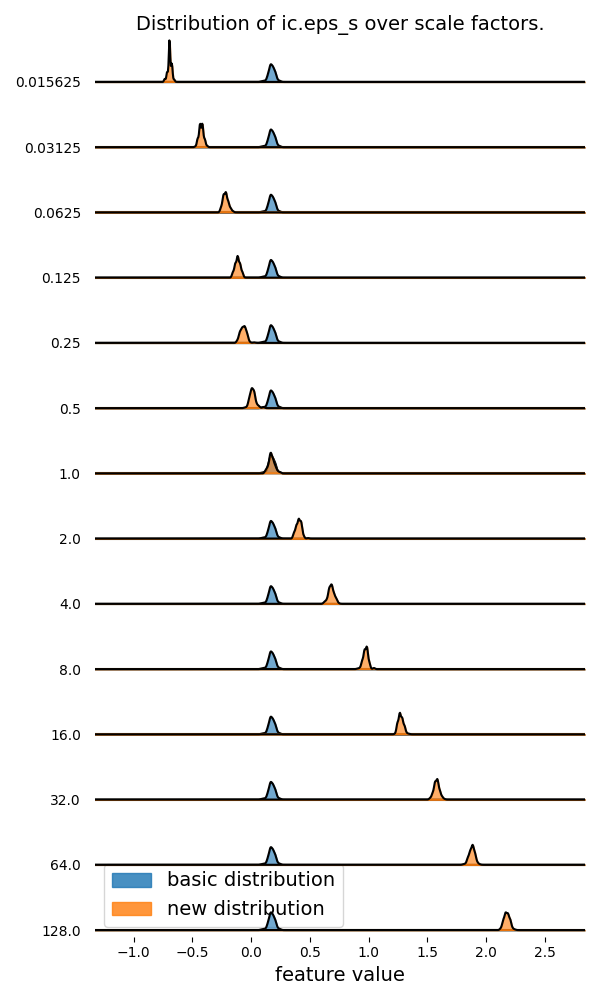 Distribution of ic.eps_s over scale factors.
0.015625
0.03125
0.0625
0.125
0.25
0.5
1.0
2.0
4.0
8.0
16.0
32.0
64.0
basic distribution
new distribution
128.0
−1.0 −0.5 0.0 0.5 1.0 1.5 2.0 2.5
feature value